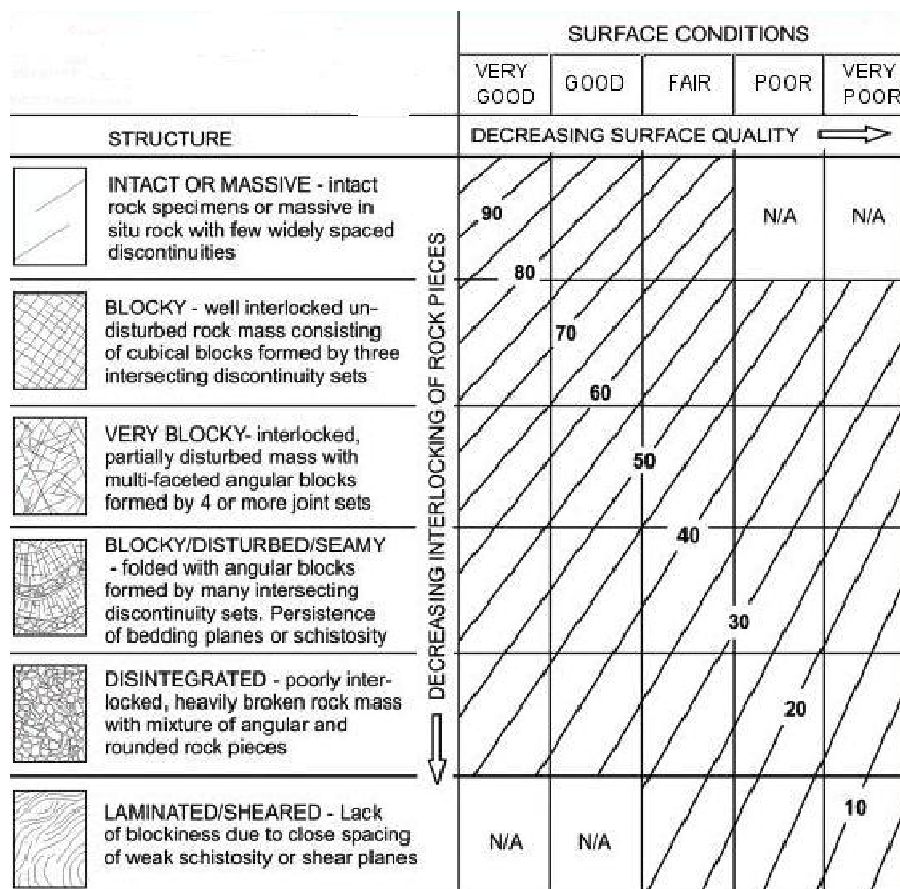 SURFACE CONDITIONS
VERY GOOD
GOOD
FAIR
POOR
VERY POOR
STRUCTURE
DECREASING SURFACE QUALITY
DECREASING INTERLOCKING OF ROCK PIECES
INTACT OR MASSIVE - intact
rock specimens or massive in
situ rock with few widely spaced
discontinuities
90
80
N/A
N/A
BLOCKY - well interlocked un-
disturbed rock mass consisting
of cubical blocks formed by three
intersecting discontinuity sets
70
60
VERY BLOCKY- interlocked,
partially disturbed mass with
multi-faceted angular blocks
formed by 4 or more joint sets
50
BLOCKY/DISTURBED/SEAMY
- folded with angular blocks
formed by many intersecting
discontinuity sets. Persistence
of bedding planes or schistosity
40
30
DISINTEGRATED - poorly inter-
locked, heavily broken rock mass
with mixture of angular and
rounded rock pieces
20
LAMINATED/SHEARED - Lack
of blockiness due to close spacing
of weak schistosity or shear planes
N/A
N/A
10